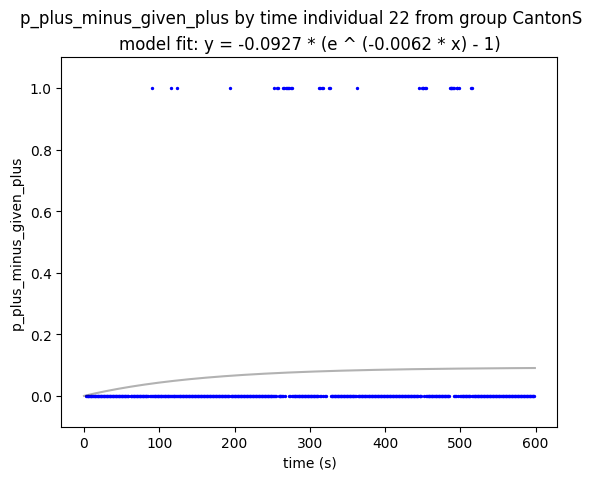 p_plus_minus_given_plus by time individual 22 from group CantonS
model fit: y = -0.0927 * (e ^ (-0.0062 * x) - 1)
p_plus_minus_given_plus
1.0
0.8
0.6
0.4
0.2
0.0
0 100 200 300 400 500 600
time (s)